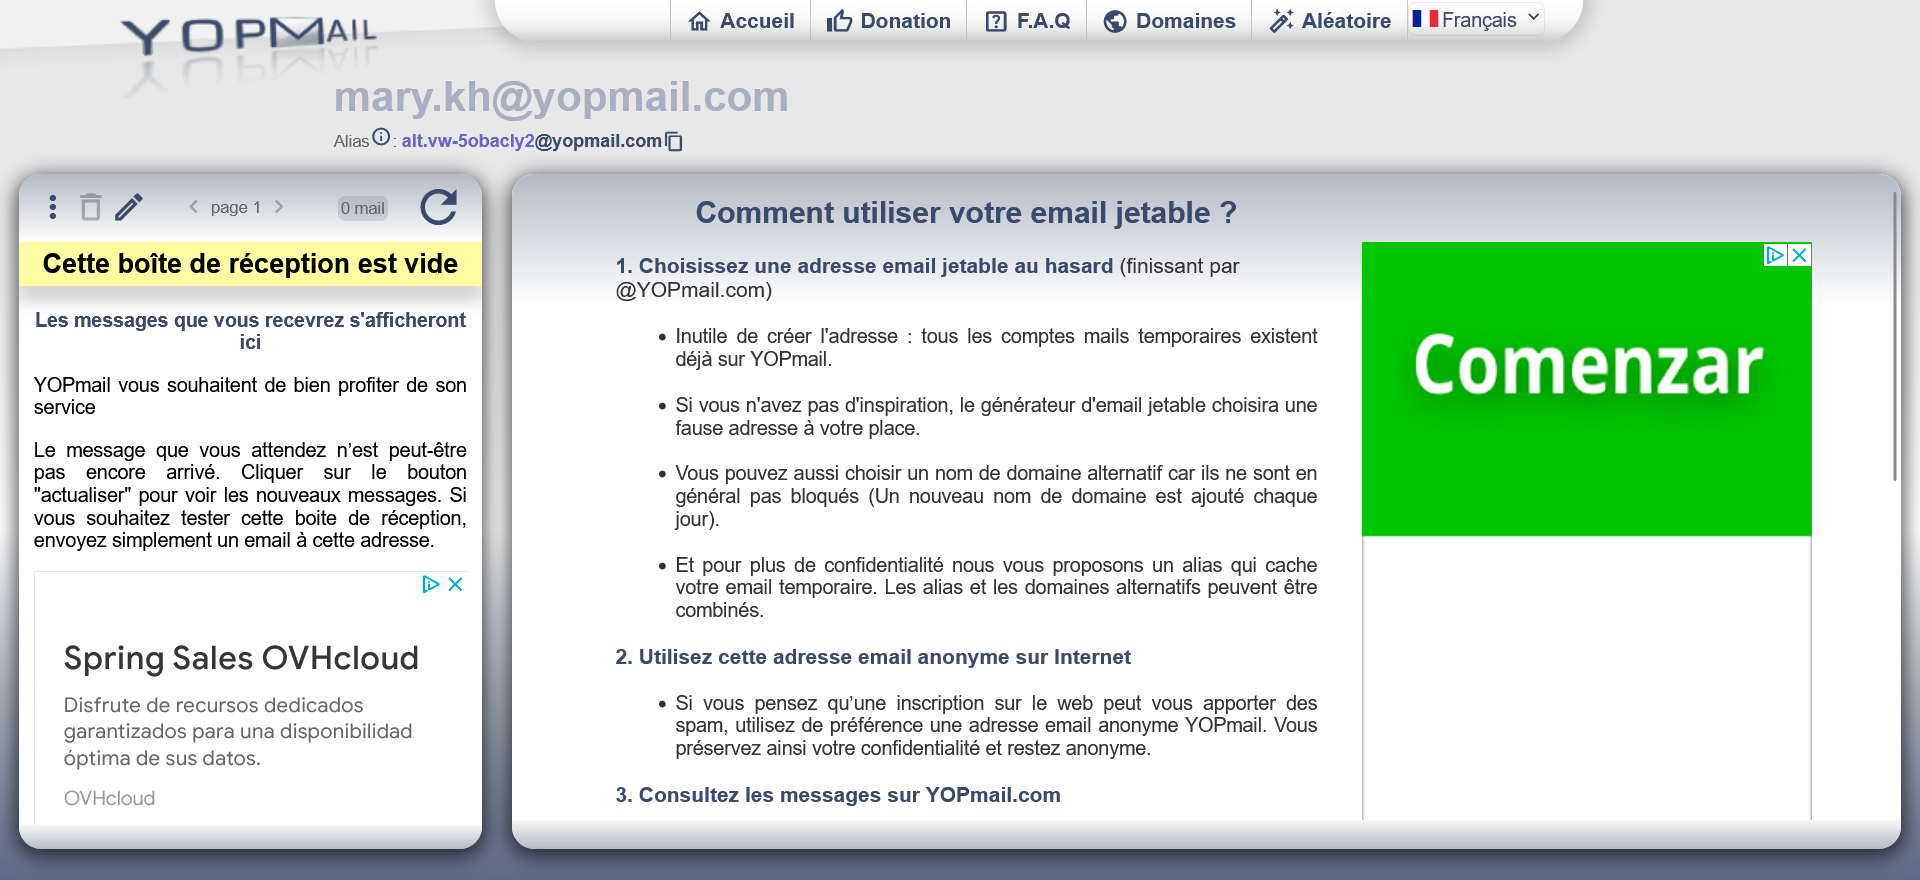 YOPMAIL
Accueil
Donation
F.A.Q
Domaines
Aléatoire
Français
mary.kh@yopmail.com
Alias : alt.vw-5obacly2@yopmail.com
page 1
0 mail
Cette boîte de réception est vide
Les messages que vous recevrez s'afficheront
ici
YOPmail vous souhaitent de bien profiter de son
service
Le message que vous attendez n’est peut-être
pas encore arrivé. Cliquer sur le bouton
"actualiser" pour voir les nouveaux messages. Si
vous souhaitez tester cette boite de réception,
envoyez simplement un email à cette adresse.
Spring Sales OVHcloud
Disfrute de recursos dedicados
garantizados para una disponibilidad
óptima de sus datos.
OVHcloud
Comment utiliser votre email jetable ?
1. Choisissez une adresse email jetable au hasard (finissant par
@YOPmail.com)
• Inutile de créer l'adresse : tous les comptes mails temporaires existent
déjà sur YOPmail.
• Si vous n'avez pas d'inspiration, le générateur d'email jetable choisira une
fause adresse à votre place.
• Vous pouvez aussi choisir un nom de domaine alternatif car ils ne sont en
général pas bloqués (Un nouveau nom de domaine est ajouté chaque
jour).
• Et pour plus de confidentialité nous vous proposons un alias qui cache
votre email temporaire. Les alias et les domaines alternatifs peuvent être
combinés.
2. Utilisez cette adresse email anonyme sur Internet
• Si vous pensez qu’une inscription sur le web peut vous apporter des
spam, utilisez de préférence une adresse email anonyme YOPmail. Vous
préservez ainsi votre confidentialité et restez anonyme.
3. Consultez les messages sur YOPmail.com
Comenzar